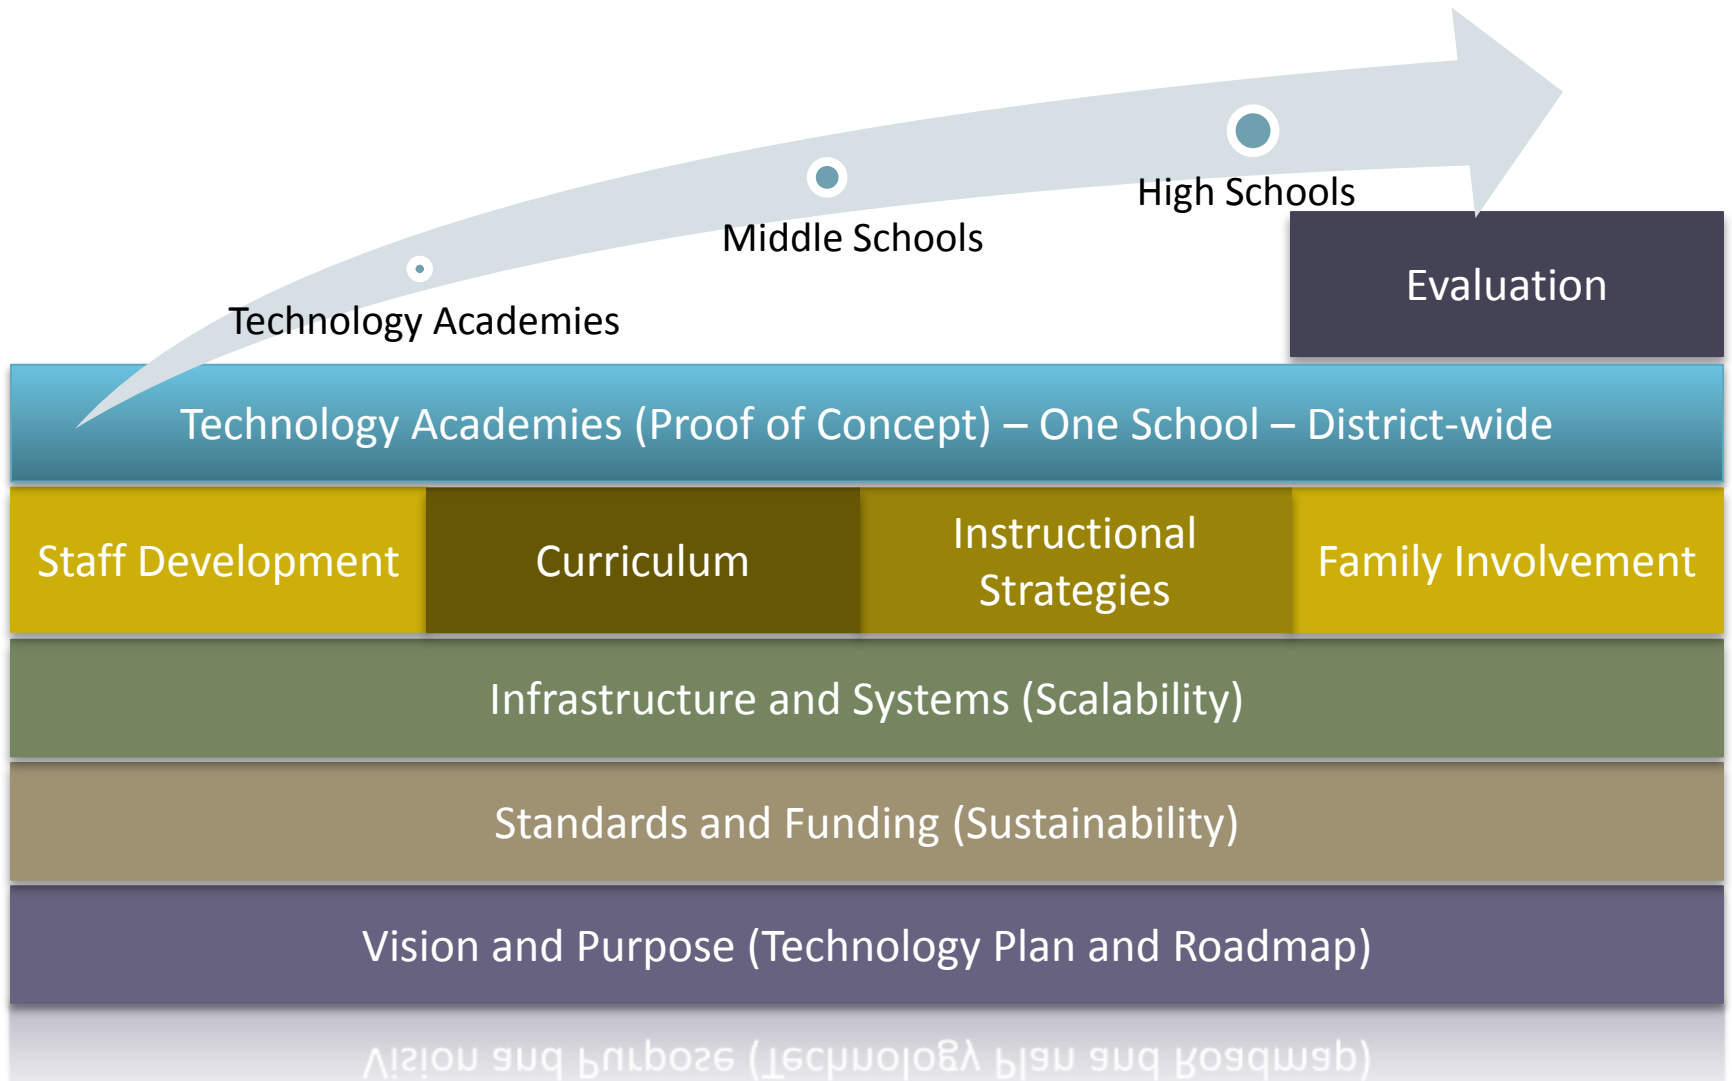 High Schools
Middle Schools
Evaluation
Technology Academies
Technology Academies (Proof of Concept) – One School – District-wide
Staff Development
Curriculum
Instructional
Strategies
Family Involvement
Infrastructure and Systems (Scalability)
Standards and Funding (Sustainability)
Vision and Purpose (Technology Plan and Roadmap)